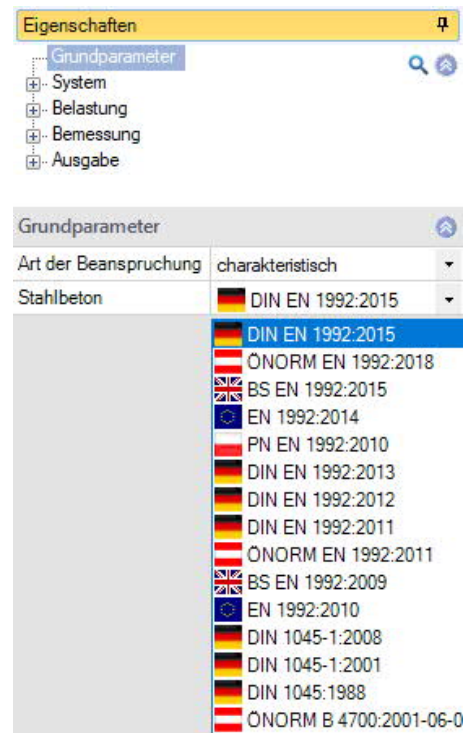 Eigenschaften
Grundparameter
System
Belastung
Bemessung
Ausgabe
Grundparameter
Art der Beanspruchung charakteristisch
Stahlbeton DIN EN 1992:2015
DIN EN 1992:2015
ÖNORM EN 1992:2018
BS EN 1992:2015
EN 1992:2014
PN EN 1992:2010
DIN EN 1992:2013
DIN EN 1992:2012
DIN EN 1992:2011
ÖNORM EN 1992:2011
BS EN 1992:2009
EN 1992:2010
DIN 1045-1:2008
DIN 1045-1:2001
DIN 1045:1988
ÖNORM B 4700:2001-06-0